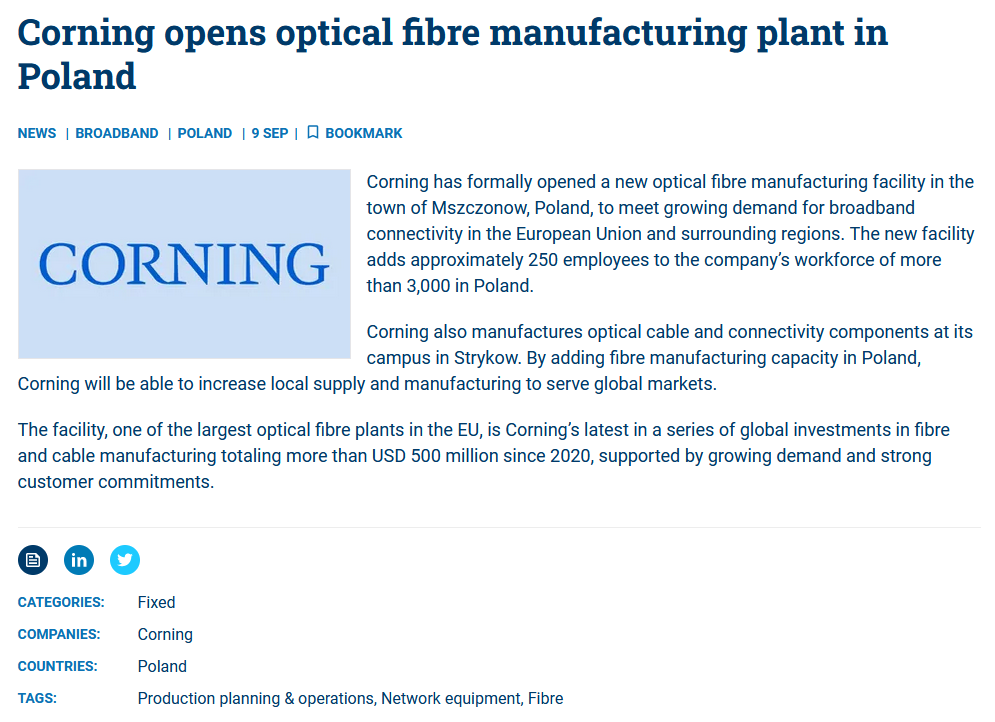 Corning opens optical fibre manufacturing plant in
Poland
NEWS | BROADBAND | POLAND | 9 SEP | BOOKMARK
CORNING
Corning has formally opened a new optical fibre manufacturing facility in the
town of Mszczonow, Poland, to meet growing demand for broadband
connectivity in the European Union and surrounding regions. The new facility
adds approximately 250 employees to the company’s workforce of more
than 3,000 in Poland.
Corning also manufactures optical cable and connectivity components at its
campus in Strykow. By adding fibre manufacturing capacity in Poland,
Corning will be able to increase local supply and manufacturing to serve global markets.
The facility, one of the largest optical fibre plants in the EU, is Corning’s latest in a series of global investments in fibre
and cable manufacturing totaling more than USD 500 million since 2020, supported by growing demand and strong
customer commitments.
in
CATEGORIES: Fixed
COMPANIES: Corning
COUNTRIES: Poland
TAGS: Production planning & operations, Network equipment, Fibre